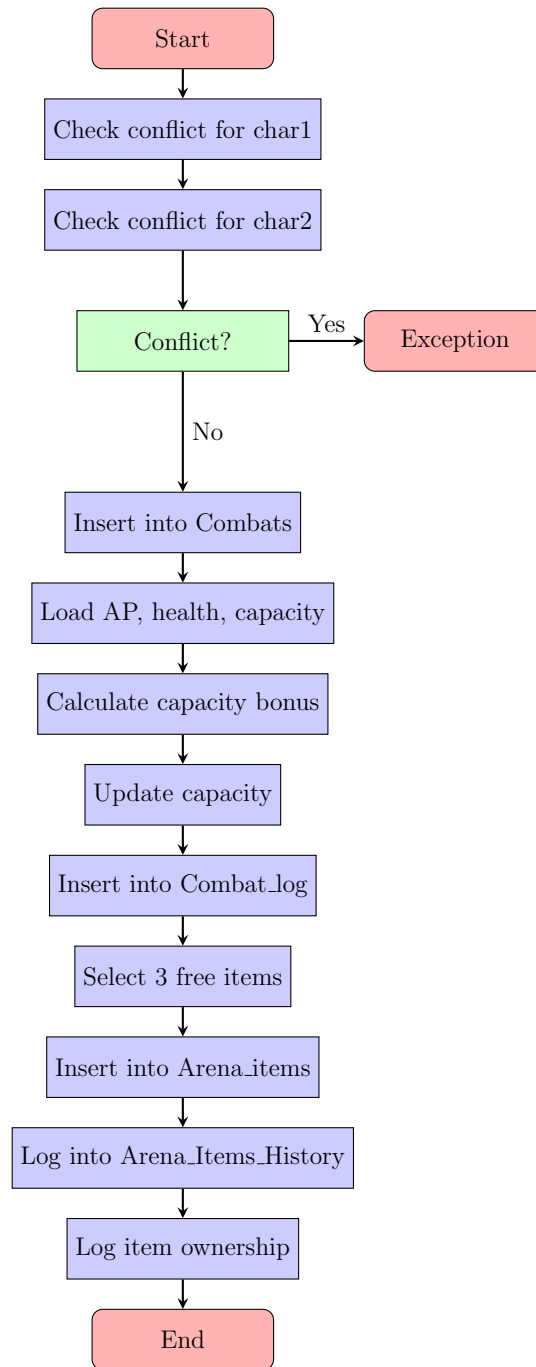 Start
Check conflict for char1
Check conflict for char2
Conflict?
Yes
Exception
No
Insert into Combats
Load AP, health, capacity
Calculate capacity bonus
Update capacity
Insert into Combat_log
Select 3 free items
Insert into Arena_items
Log into Arena_Items_History
Log item ownership
End